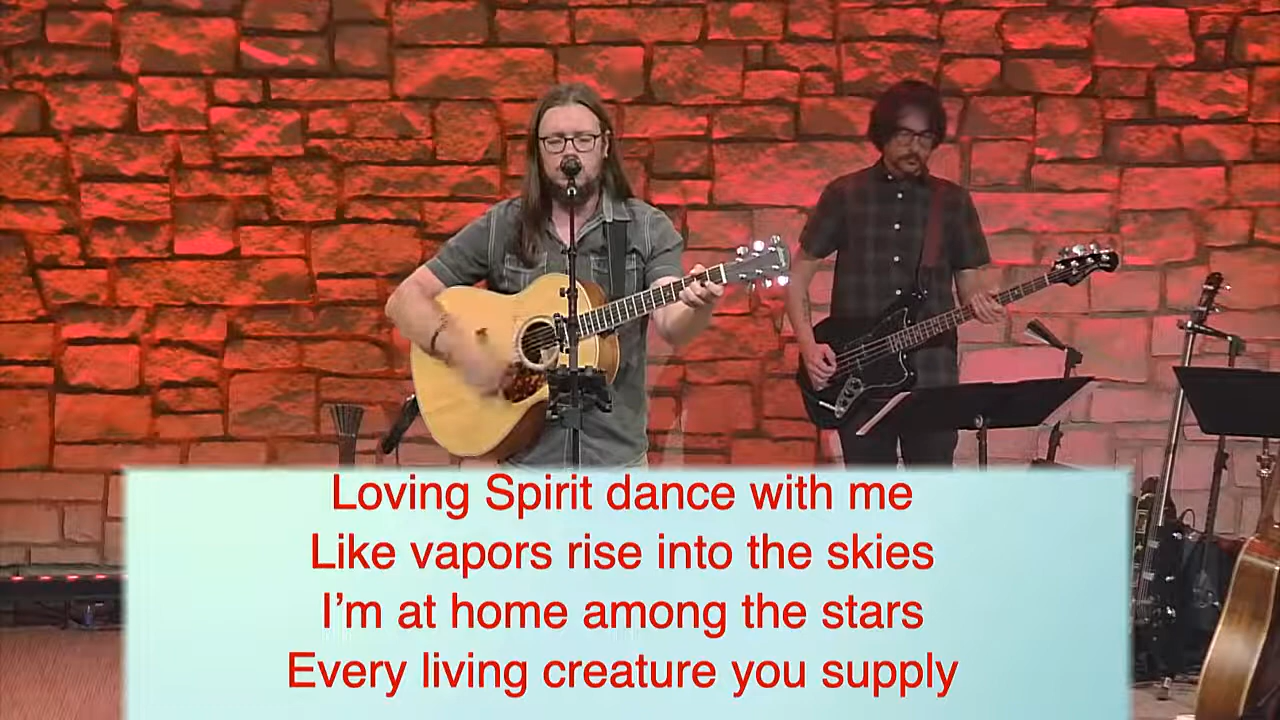 Loving Spirit dance with me
Like vapors rise into the skies
I'm at home among the stars
Every living creature you supply